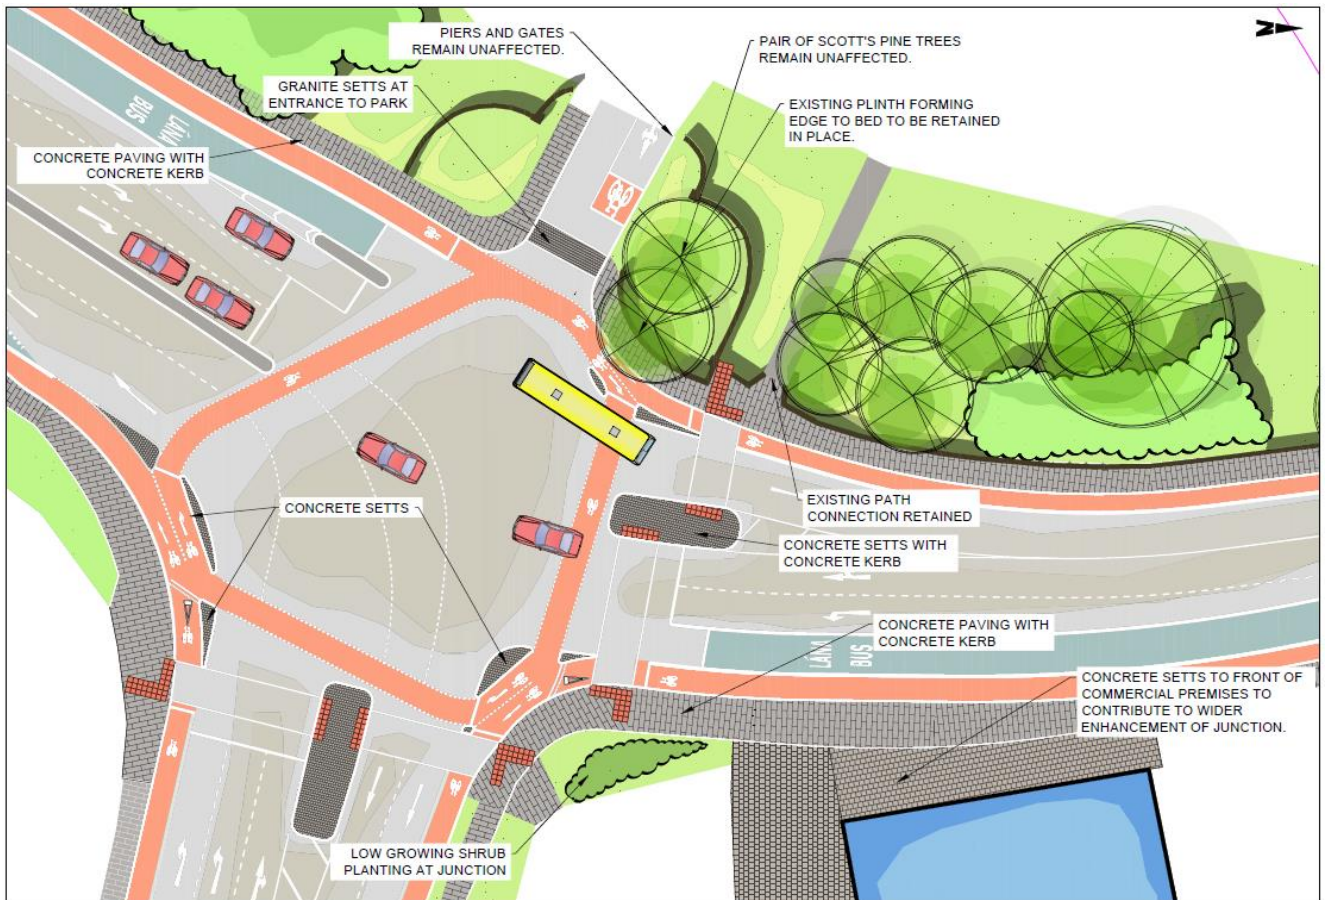 PIERS AND GATES
REMAIN UNAFFECTED.
PAIR OF SCOTT'S PINE TREES
REMAIN UNAFFECTED.
N
GRANITE SETTS AT
ENTRANCE TO PARK
EXISTING PLINTH FORMING
EDGE TO BED TO BE RETAINED
IN PLACE.
LÁNA
BUS
CONCRETE PAVING WITH
CONCRETE KERB
CONCRETE SETTS
EXISTING PATH
CONNECTION RETAINED
CONCRETE SETTS WITH
CONCRETE KERB
CONCRETE PAVING WITH
CONCRETE KERB
LÁNA
BUS
CONCRETE SETTS TO FRONT OF
COMMERCIAL PREMISES TO
CONTRIBUTE TO WIDER
ENHANCEMENT OF JUNCTION.
LOW GROWING SHRUB
PLANTING AT JUNCTION